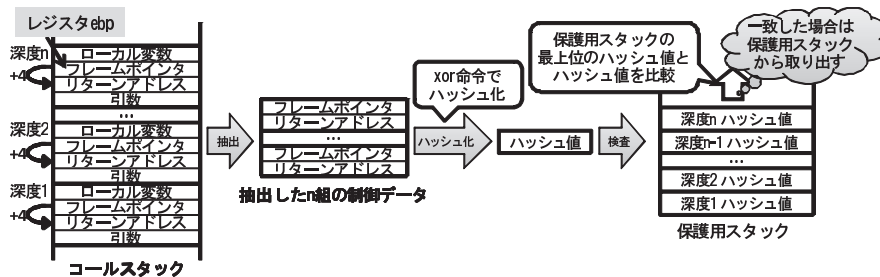 レジスタebp
深度n
+4
ローカル変数
フレームポインタ
リターンアドレス
引数
…
深度2
+4
ローカル変数
フレームポインタ
リターンアドレス
引数
深度1
+4
ローカル変数
フレームポインタ
リターンアドレス
引数
コールスタック
抽出
フレームポインタ
リターンアドレス
…
フレームポインタ
リターンアドレス
抽出したn組の制御データ
xor命令で
ハッシュ化
ハッシュ化
ハッシュ値
検査
保護用スタックの
最上位のハッシュ値と
ハッシュ値を比較
一致した場合は
保護用スタック
から取り出す
深度n ハッシュ値
深度n-1 ハッシュ値
…
深度2 ハッシュ値
深度1 ハッシュ値
保護用スタック